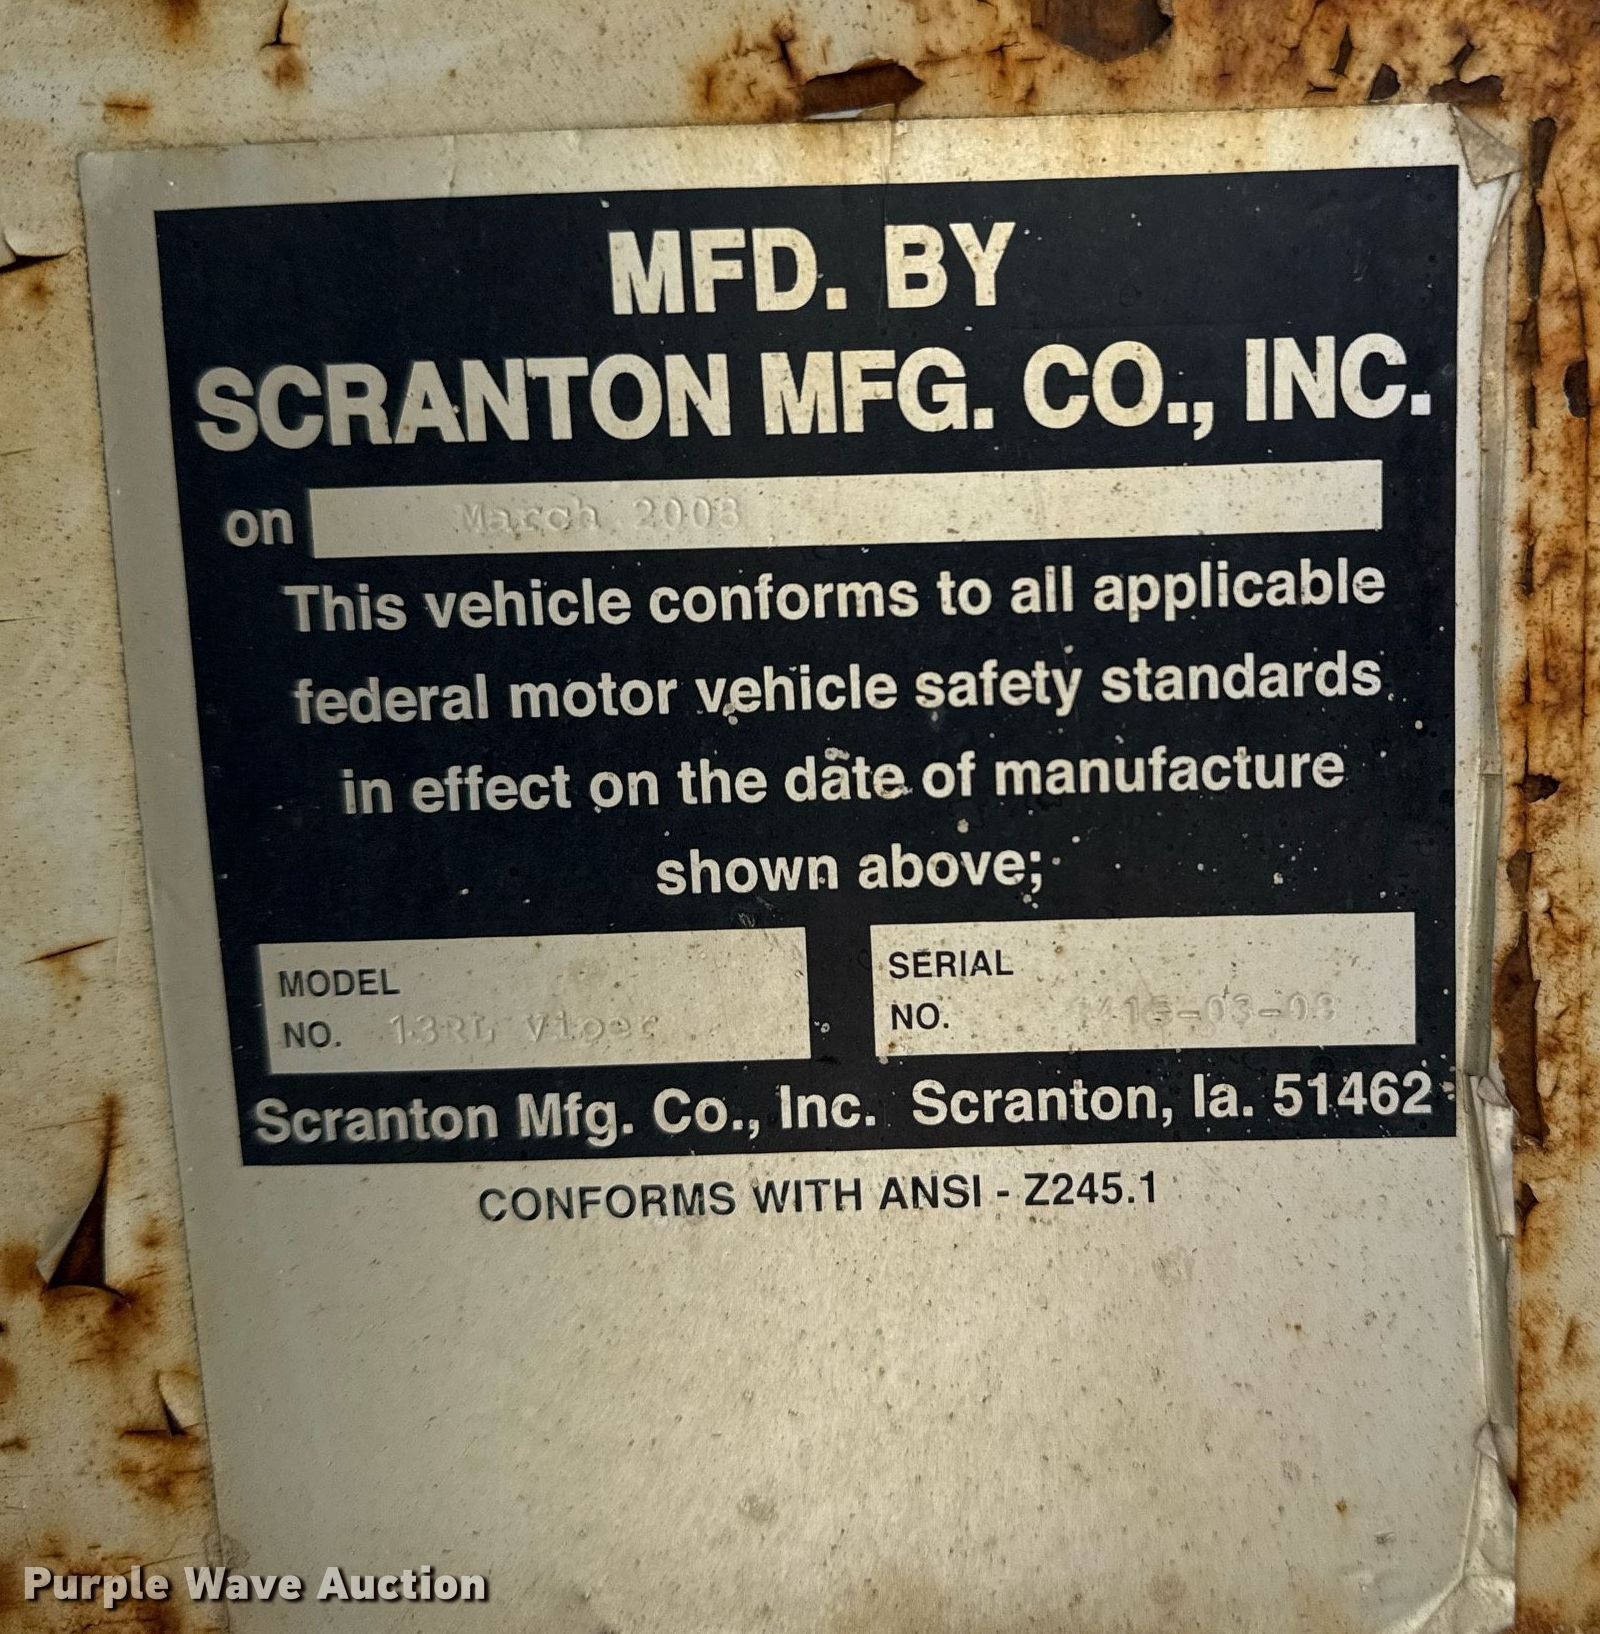 MFD. BY
SCRANTON MFG. CO., INC.
on March 2008
This vehicle conforms to all applicable
federal motor vehicle safety standards
in effect on the date of manufacture
shown above;
MODEL
NO. 13RL Viper
SERIAL
NO.
Scranton Mfg. Co., Inc. Scranton, Ia. 51462
CONFORMS WITH ANSI - Z245.1
Purple Wave Auction